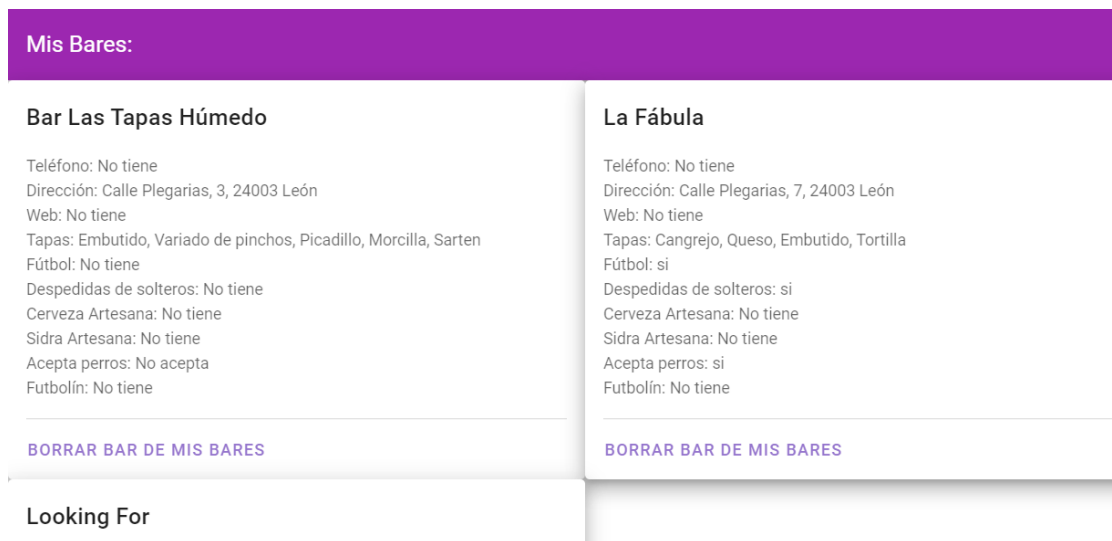 Mis Bares:
Bar Las Tapas Húmedo
Teléfono: No tiene
Dirección: Calle Plegarias, 3, 24003 León
Web: No tiene
Tapas: Embutido, Variado de pinchos, Picadillo, Morcilla, Sarten
Fútbol: No tiene
Despedidas de solteros: No tiene
Cerveza Artesana: No tiene
Sidra Artesana: No tiene
Acepta perros: No acepta
Futbolín: No tiene
BORRAR BAR DE MIS BARES
La Fábula
Teléfono: No tiene
Dirección: Calle Plegarias, 7, 24003 León
Web: No tiene
Tapas: Cangrejo, Queso, Embutido, Tortilla
Fútbol: si
Despedidas de solteros: si
Cerveza Artesana: No tiene
Sidra Artesana: No tiene
Acepta perros: si
Futbolín: No tiene
BORRAR BAR DE MIS BARES
Looking For